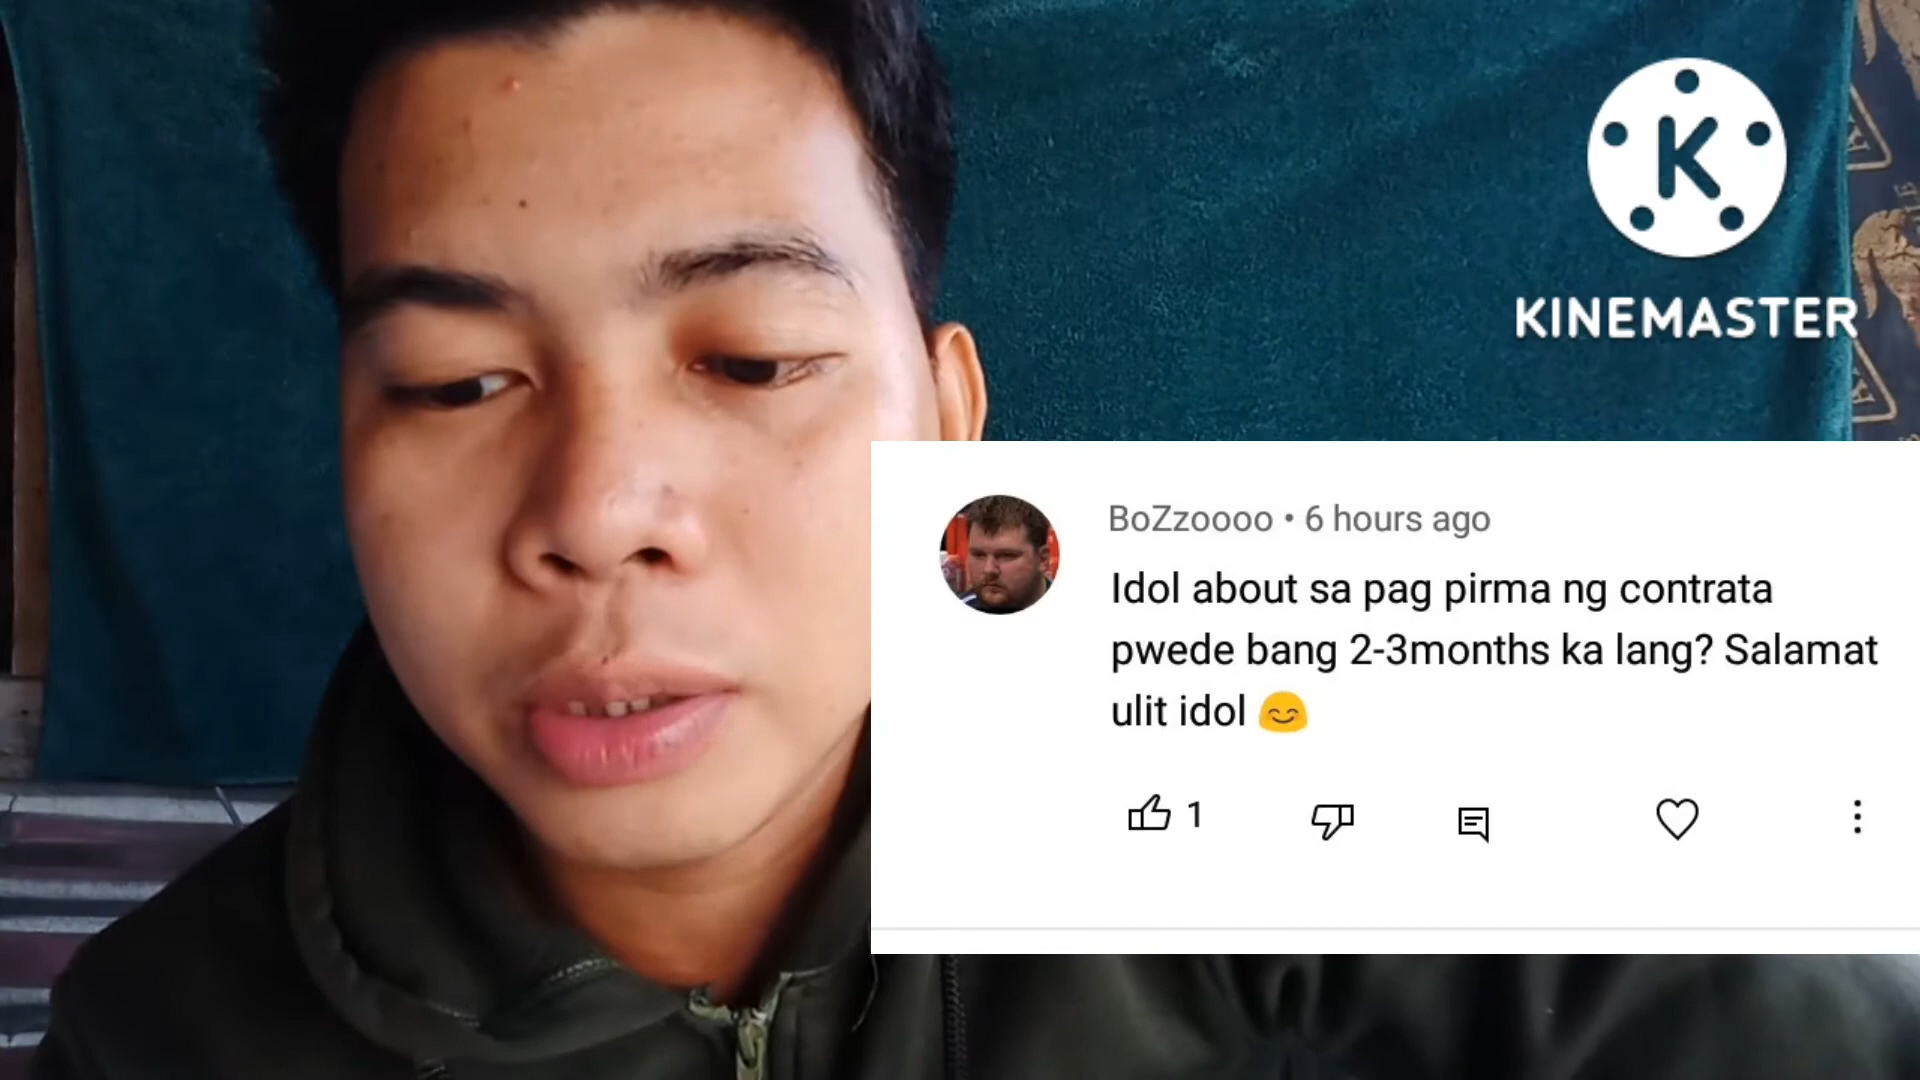 K
KINEMASTER
BoZzoooo • 6 hours ago
Idol about sa pag pirma ng contrata
pwede bang 2-3months ka lang? Salamat
ulit idol 😊
1